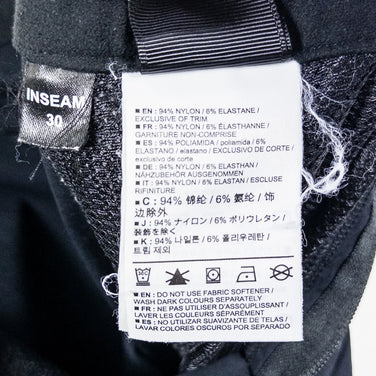 INSEAM
30
■ EN : 94% NYLON / 6% ELASTANE /
EXCLUSIVE OF TRIM
■ FR : 94% NYLON / 6% ÉLASTHANNE /
GARNITURE NON-COMPRISE
■ ES : 94% POLIAMIDA / poliamida / 6%
ELASTANO / elastano / EXCLUSIVO DE CORTE /
exclusivo de corte
■ DE : 94% NYLON / 6% ELASTHAN /
NÄHZUBEHÖR AUSGENOMMEN
■ IT : 94% NYLON / 6% ELASTAN / ESCLUSE
RIFINITURE
■ C : 94% 锦纶 / 6% 氨纶 / 饰
边除外
■ J : 94% ナイロン / 6% ポリウレタン /
装飾を除く
■ K : 94% 나일론 / 6% 폴리우레탄 /
트림 제외
■ EN : DO NOT USE FABRIC SOFTENER /
WASH DARK COLOURS SEPARATELY
■ FR : NE PAS UTILISER D'ASSOUPLISSANT /
LAVER COLORIS OSCURS SÉPARÉMENT
■ ES : NO UTILIZAR SUAVIZANTE DE TELAS /
LAVAR COLORES OSCUROS POR SEPARADO